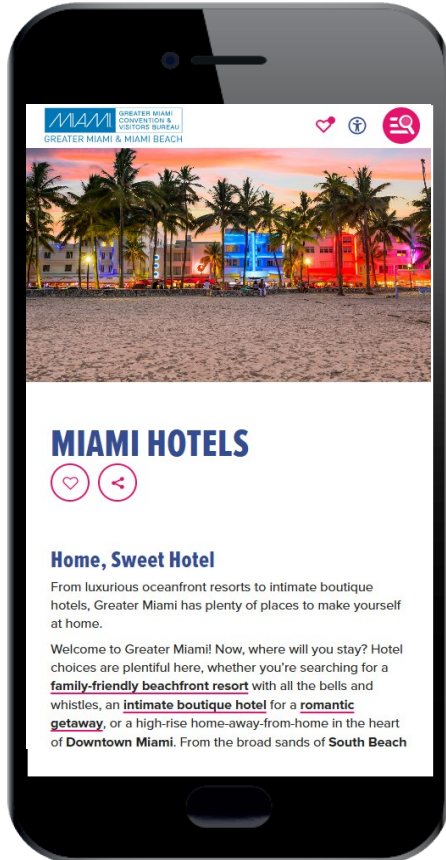 MIAMI
GREATER MIAMI
CONVENTION &
VISITORS BUREAU
GREATER MIAMI & MIAMI BEACH
MIAMI HOTELS
Home, Sweet Hotel
From luxurious oceanfront resorts to intimate boutique
hotels, Greater Miami has plenty of places to make yourself
at home.
Welcome to Greater Miami! Now, where will you stay? Hotel
choices are plentiful here, whether you’re searching for a
family-friendly beachfront resort with all the bells and
whistles, an intimate boutique hotel for a romantic
getaway, or a high-rise home-away-from-home in the heart
of Downtown Miami. From the broad sands of South Beach